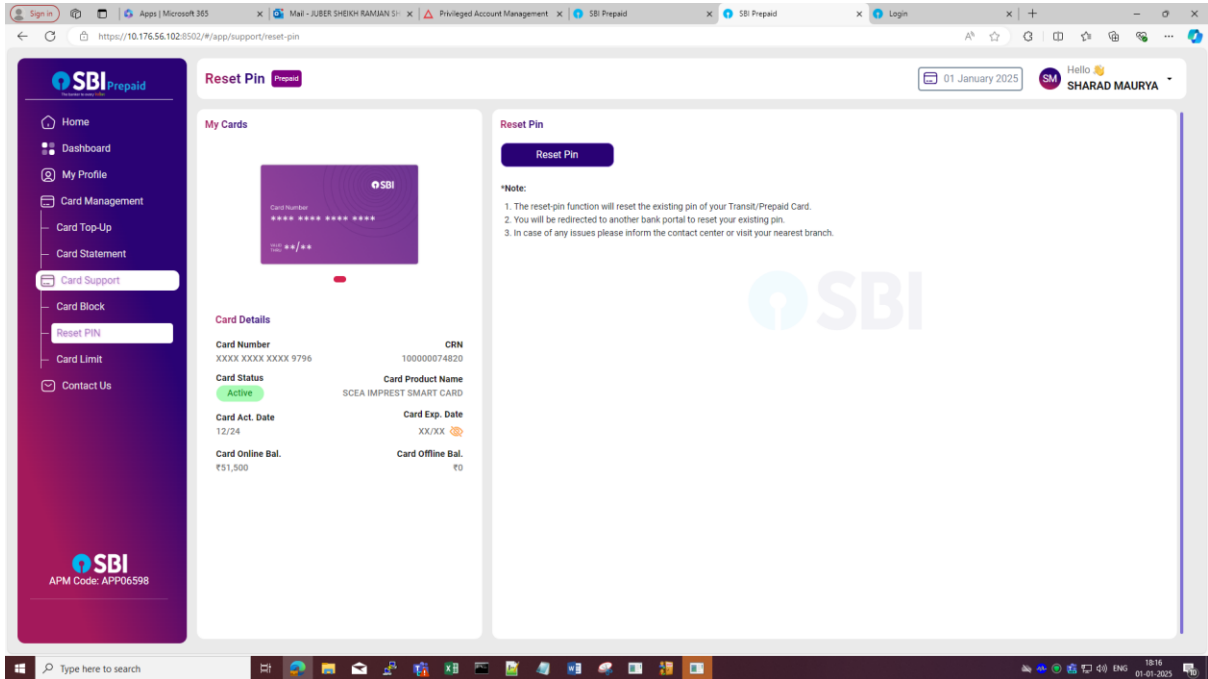 Sign in
Apps | Microsoft 365
Mail - JUBER SHEIKH RAMJAN SH
Privileged Account Management
SBI Prepaid
SBI Prepaid
Login
https://10.176.56.102:8502/#/app/support/reset-pin
SBI Prepaid
Reset Pin Prepaid
01 January 2025
SM
Hello 👋
SHARAD MAURYA
Home
Dashboard
My Profile
Card Management
Card Top-Up
Card Statement
Card Support
Card Block
Reset PIN
Card Limit
Contact Us
SBI
APM Code: APP06598
My Cards
SBI
Card Number
**** **** **** ****
VALID
THRU
**/**
Card Details
Card Number CRN
XXXX XXXX XXXX 9796 100000074820
Card Status Card Product Name
Active SCEA IMPREST SMART CARD
Card Act. Date Card Exp. Date
12/24 XX/XX
Card Online Bal. Card Offline Bal.
₹51,500 ₹0
Reset Pin
Reset Pin
*Note:
1. The reset-pin function will reset the existing pin of your Transit/Prepaid Card.
2. You will be redirected to another bank portal to reset your existing pin.
3. In case of any issues please inform the contact center or visit your nearest branch.
SBI
Type here to search
ENG
18:16
01-01-2025